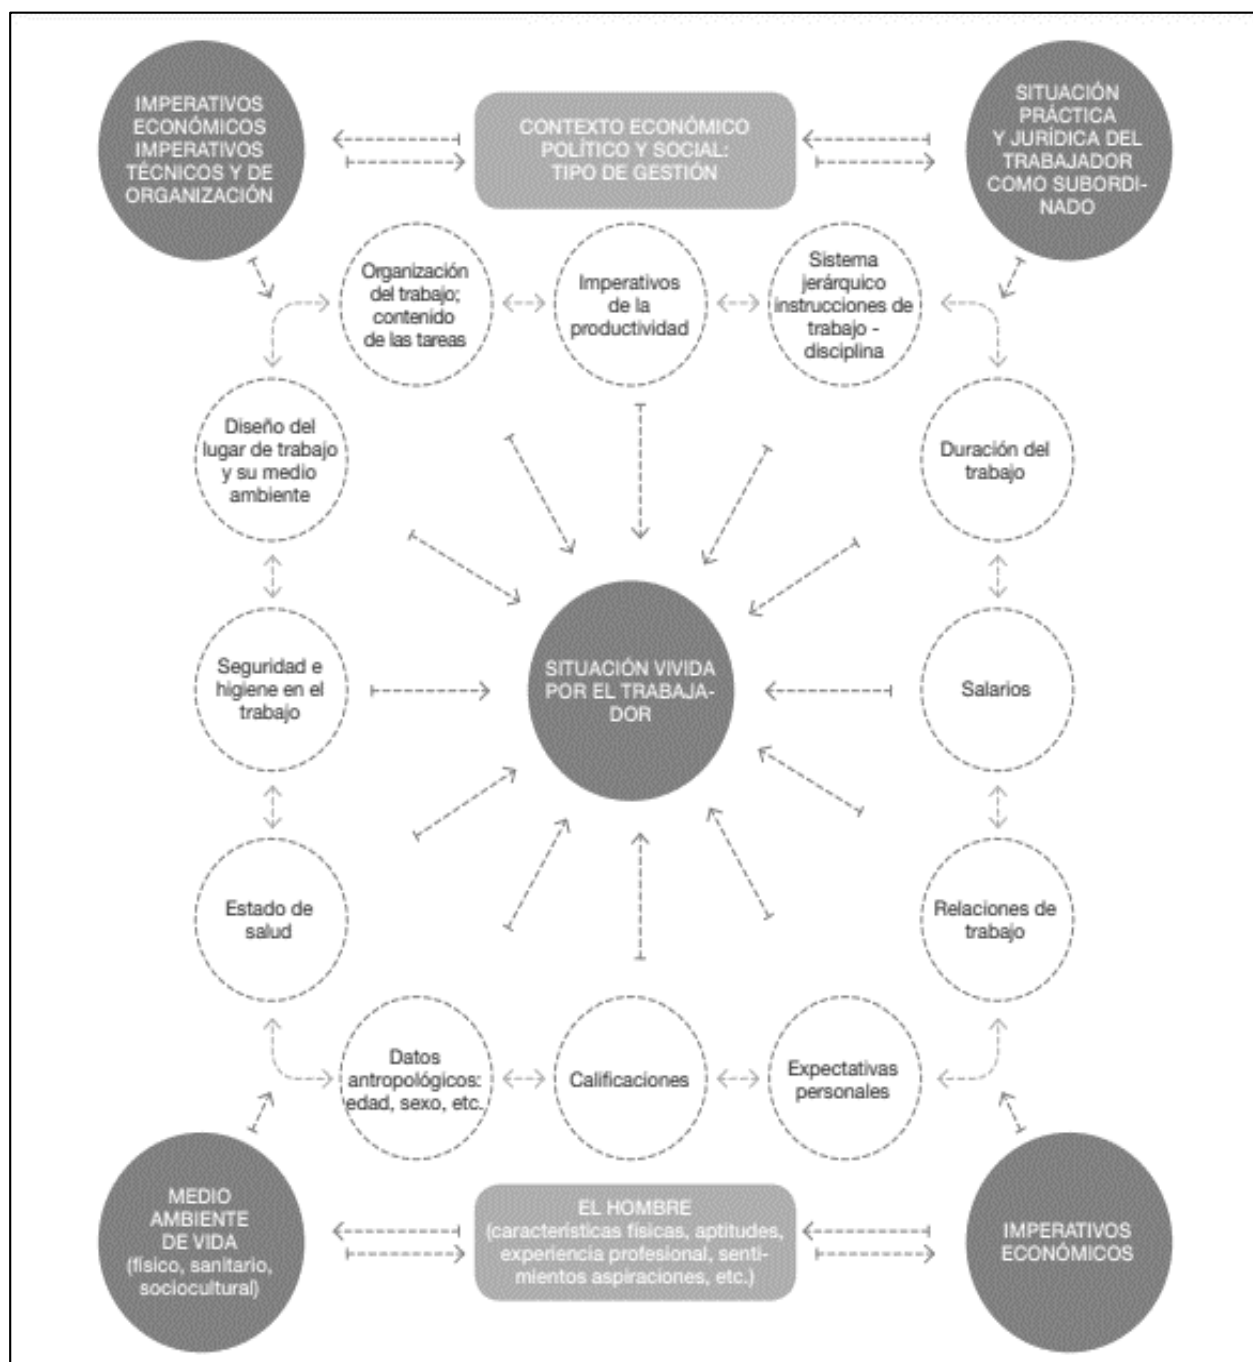 IMPERATIVOS
ECONÓMICOS
IMPERATIVOS
TÉCNICOS Y DE
ORGANIZACIÓN
CONTEXTO ECONÓMICO
POLÍTICO Y SOCIAL:
TIPO DE GESTIÓN
SITUACIÓN
PRÁCTICA
Y JURÍDICA DEL
TRABAJADOR
COMO SUBORDI-
NADO
Organización
del trabajo;
contenido
de las tareas
Imperativos
de la
productividad
Sistema
jerárquico
instrucciones de
trabajo -
disciplina
Diseño del
lugar de trabajo
y su medio
ambiente
Duración del
trabajo
Seguridad e
higiene en el
trabajo
SITUACIÓN VIVIDA
POR EL TRABAJA-
DOR
Salarios
Estado de
salud
Relaciones de
trabajo
Datos
antropológicos:
edad, sexo, etc.
Calificaciones
Expectativas
personales
MEDIO
AMBIENTE
DE VIDA
(físico, sanitario,
sociocultural)
EL HOMBRE
(características físicas, aptitudes,
experiencia profesional, senti-
mientos aspiraciones, etc.)
IMPERATIVOS
ECONÓMICOS